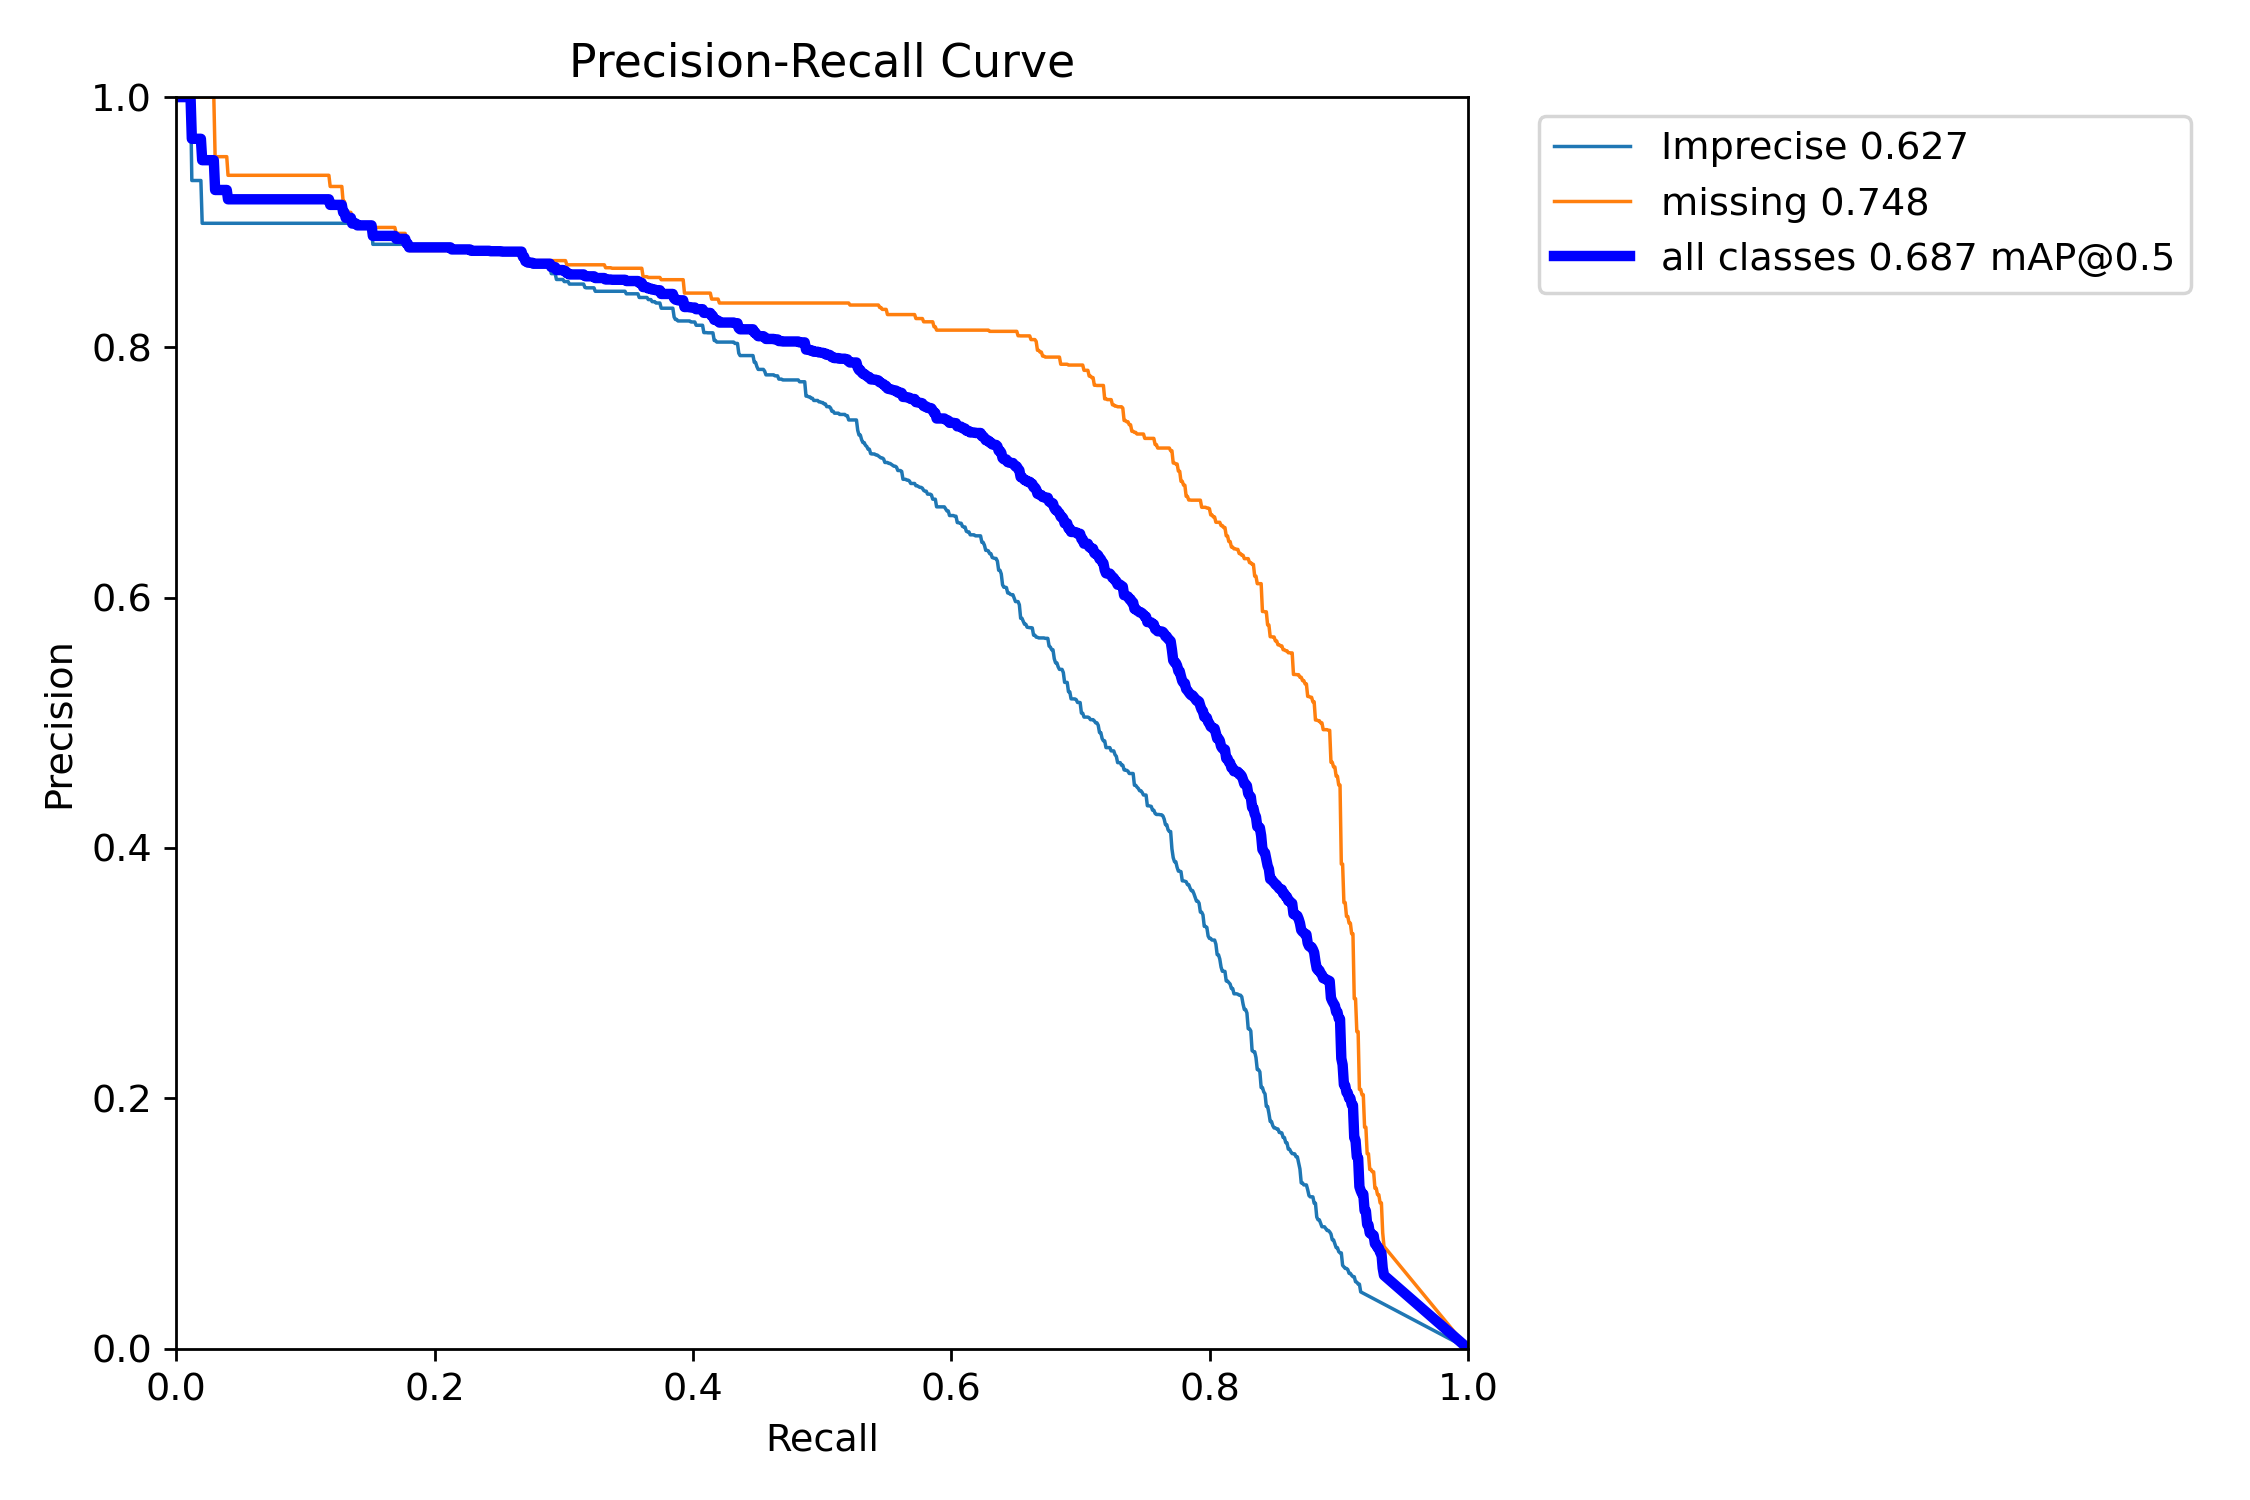 Precision-Recall Curve
1.0
0.8
0.6
0.4
0.2
0.0
Precision
0.0 0.2 0.4 0.6 0.8 1.0
Recall
Imprecise 0.627
missing 0.748
all classes 0.687 mAP@0.5